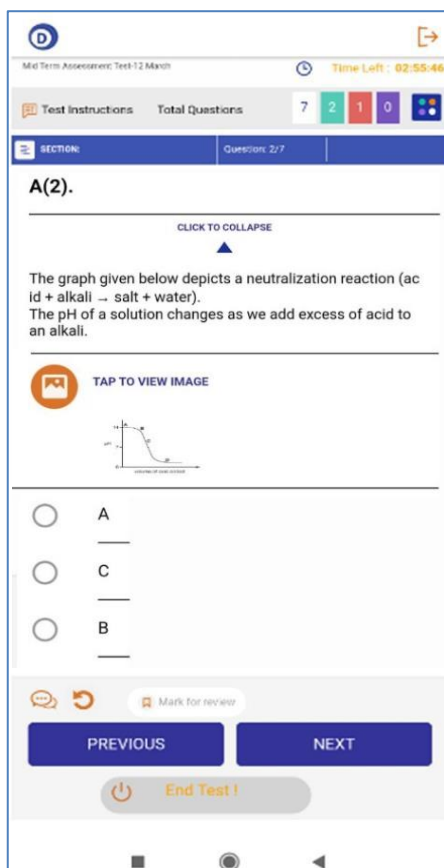 D
Mid Term Assessment Test-12 March
Time Left : 02:55:46
Test Instructions Total Questions 7 2 1 0
SECTION: Question: 2/7
A(2).
CLICK TO COLLAPSE
The graph given below depicts a neutralization reaction (ac
id + alkali → salt + water).
The pH of a solution changes as we add excess of acid to
an alkali.
TAP TO VIEW IMAGE
14 A B
C
7
D
0
A
C
B
Mark for review
PREVIOUS NEXT
End Test !